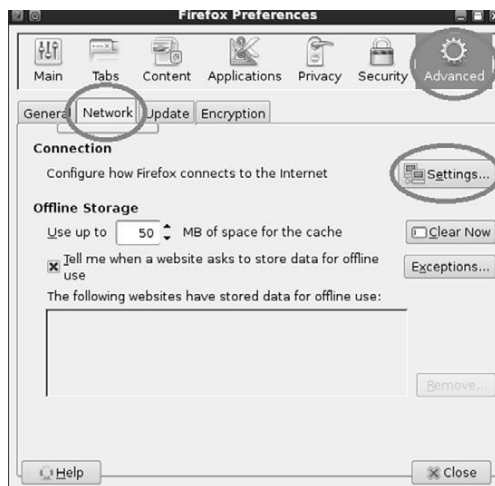 Firefox Preferences
Main Tabs Content Applications Privacy Security Advanced
General Network Update Encryption
Connection
Configure how Firefox connects to the Internet
Settings...
Offline Storage
Use up to 50 MB of space for the cache
Clear Now
Tell me when a website asks to store data for offline
use
Exceptions...
The following websites have stored data for offline use:
Remove...
Help
Close